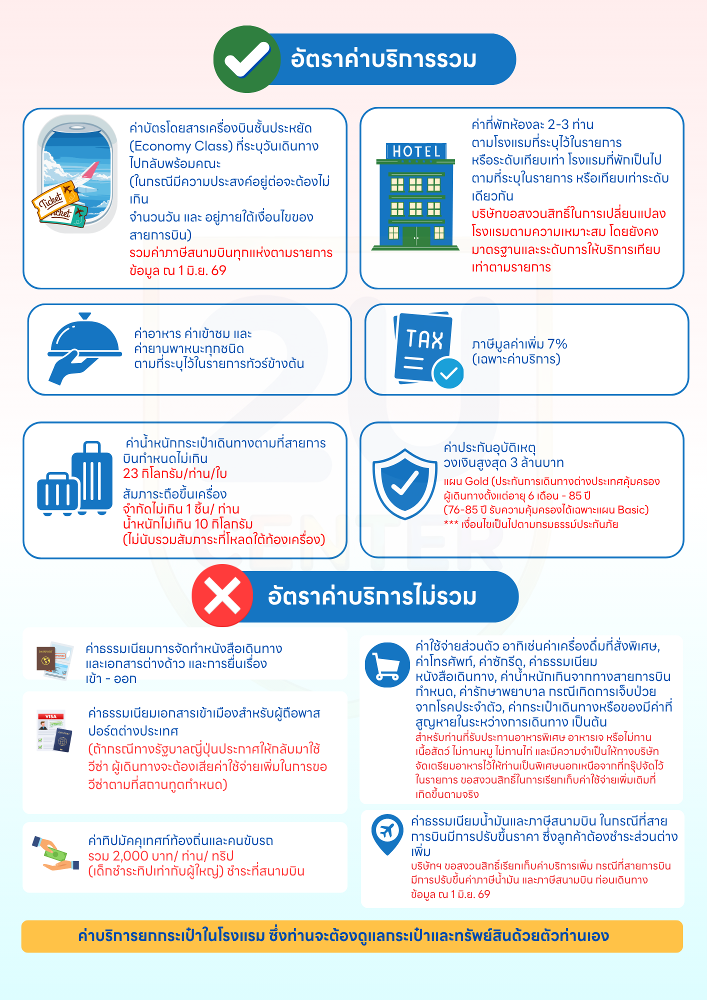 อัตราค่าบริการรวม
ค่าบัตรโดยสารเครื่องบินชั้นประหยัด
(Economy Class) ที่ระบุวันเดินทาง
ไปกลับพร้อมคณะ
(ในกรณีมีความประสงค์อยู่ต่อจะต้องไม่
เกิน
จำนวนวัน และ อยู่ภายใต้เงื่อนไขของ
สายการบิน)
รวมค่าภาษีสนามบินทุกแห่งตามรายการ
ข้อมูล ณ 1 มิ.ย. 69
Ticket
Ticket
HOTEL
ค่าที่พักห้องละ 2-3 ท่าน
ตามโรงแรมที่ระบุไว้ในรายการ
หรือระดับเทียบเท่า โรงแรมที่พักเป็นไป
ตามที่ระบุในรายการ หรือเทียบเท่าระดับ
เดียวกัน
บริษัทขอสงวนสิทธิ์ในการเปลี่ยนแปลง
โรงแรมตามความเหมาะสม โดยยังคง
มาตรฐานและระดับการให้บริการเทียบ
เท่าตามรายการ
ค่าอาหาร ค่าเข้าชม และ
ค่ายานพาหนะทุกชนิด
ตามที่ระบุไว้ในรายการทัวร์ข้างต้น
TAX
ภาษีมูลค่าเพิ่ม 7%
(เฉพาะค่าบริการ)
ค่าน้ำหนักกระเป๋าเดินทางตามที่สายการ
บินกำหนดไม่เกิน
23 กิโลกรัม/ท่าน/ใบ
สัมภาระถือขึ้นเครื่อง
จำกัดไม่เกิน 1 ชิ้น/ ท่าน
น้ำหนักไม่เกิน 10 กิโลกรัม
(ไม่นับรวมสัมภาระที่โหลดใต้ท้องเครื่อง)
ค่าประกันอุบัติเหตุ
วงเงินสูงสุด 3 ล้านบาท
แผน Gold (ประกันการเดินทางต่างประเทศคุ้มครอง
ผู้เดินทางตั้งแต่อายุ 6 เดือน - 85 ปี
(76-85 ปี รับความคุ้มครองได้เฉพาะแผน Basic)
*** เงื่อนไขเป็นไปตามกรมธรรม์ประกันภัย
2U
CENTER
อัตราค่าบริการไม่รวม
PASSPORT
ค่าธรรมเนียมการจัดทำหนังสือเดินทาง
และเอกสารต่างด้าว และการยื่นเรื่อง
เข้า - ออก
VISA
PASSPORT
ค่าธรรมเนียมเอกสารเข้าเมืองสำหรับผู้ถือพาส
ปอร์ตต่างประเทศ
(ถ้ากรณีทางรัฐบาลญี่ปุ่นประกาศให้กลับมาใช้
วีซ่า ผู้เดินทางจะต้องเสียค่าใช้จ่ายเพิ่มในการขอ
วีซ่าตามที่สถานทูตกำหนด)
ค่าทิปมัคคุเทศก์ท้องถิ่นและคนขับรถ
รวม 2,000 บาท/ ท่าน/ ทริป
(เด็กชำระทิปเท่ากับผู้ใหญ่) ชำระที่สนามบิน
ค่าใช้จ่ายส่วนตัว อาทิเช่นค่าเครื่องดื่มที่สั่งพิเศษ,
ค่าโทรศัพท์, ค่าซักรีด, ค่าธรรมเนียม
หนังสือเดินทาง, ค่าน้ำหนักเกินจากทางสายการบิน
กำหนด, ค่ารักษาพยาบาล กรณีเกิดการเจ็บป่วย
จากโรคประจำตัว, ค่ากระเป๋าเดินทางหรือของมีค่าที่
สูญหายในระหว่างการเดินทาง เป็นต้น
สำหรับท่านที่รับประทานอาหารพิเศษ อาหารเจ หรือไม่ทาน
เนื้อสัตว์ ไม่ทานหมู ไม่ทานไก่ และมีความจำเป็นให้ทางบริษัท
จัดเตรียมอาหารไว้ให้ท่านเป็นพิเศษนอกเหนือจากที่กรุ๊ปจัดไว้
ในรายการ ขอสงวนสิทธิ์ในการเรียกเก็บค่าใช้จ่ายเพิ่มเติมที่
เกิดขึ้นตามจริง
ค่าธรรมเนียมน้ำมันและภาษีสนามบิน ในกรณีที่สาย
การบินมีการปรับขึ้นราคา ซึ่งลูกค้าต้องชำระส่วนต่าง
เพิ่ม
บริษัทฯ ขอสงวนสิทธิ์เรียกเก็บค่าบริการเพิ่ม กรณีที่สายการบิน
มีการปรับขึ้นค่าภาษีน้ำมัน และภาษีสนามบิน ก่อนเดินทาง
ข้อมูล ณ 1 มิ.ย. 69
ค่าบริการยกกระเป๋าในโรงแรม ซึ่งท่านจะต้องดูแลกระเป๋าและทรัพย์สินด้วยตัวท่านเอง